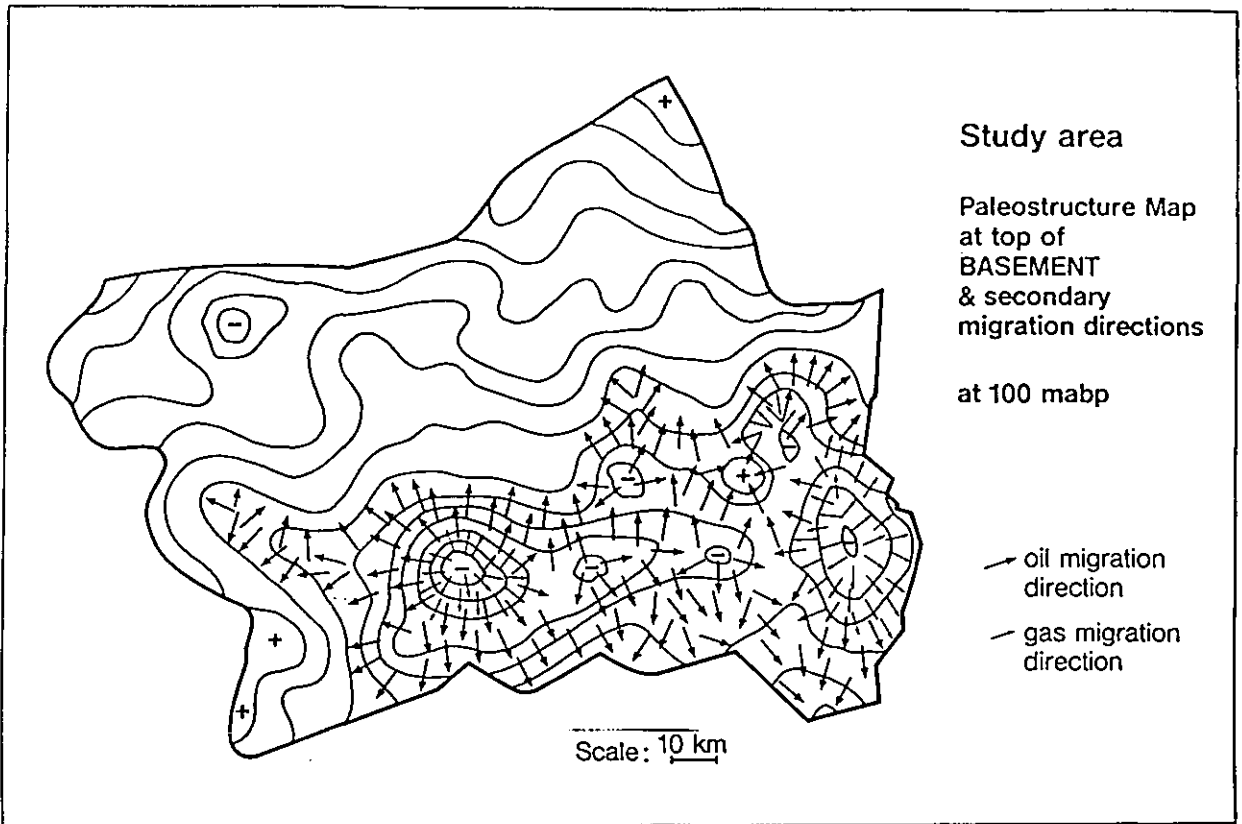 Study area
Paleostructure Map
at top of
BASEMENT
& secondary
migration directions
at 100 mabp
oil migration
direction
gas migration
direction
Scale: 10 km